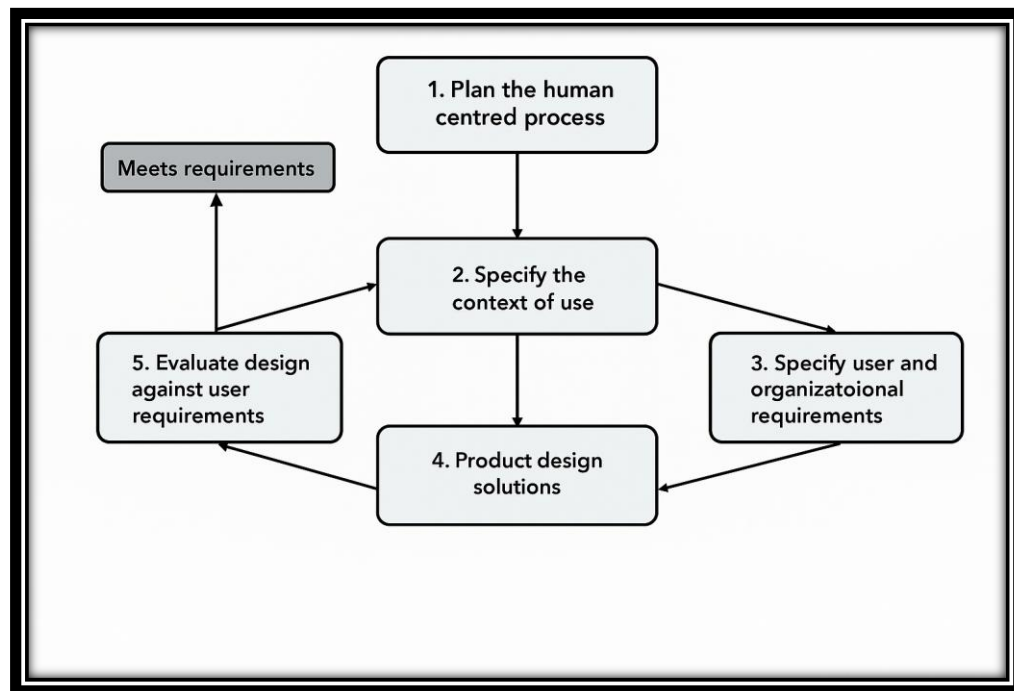 1. Plan the human
centred process
Meets requirements
2. Specify the
context of use
5. Evaluate design
against user
requirements
3. Specify user and
organizatoional
requirements
4. Product design
solutions